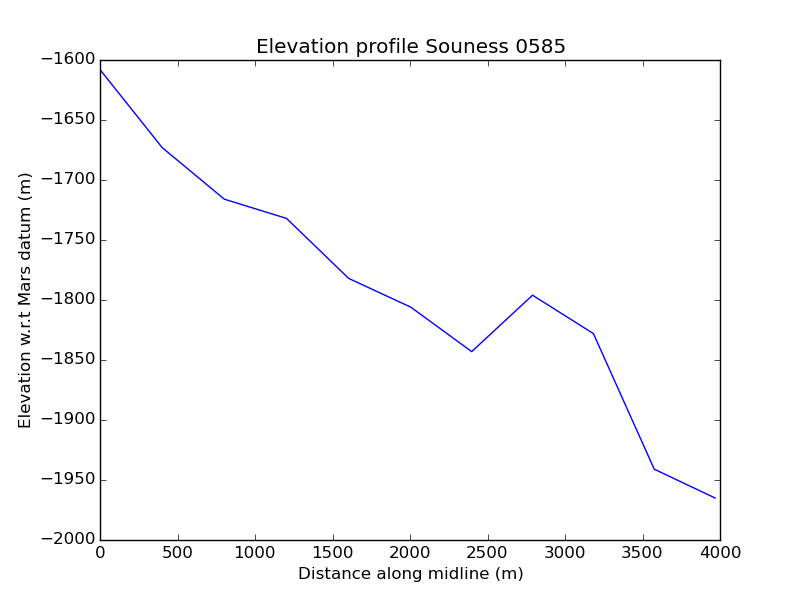 Elevation profile Souness 0585
Elevation w.r.t Mars datum (m)
−1600
−1650
−1700
−1750
−1800
−1850
−1900
−1950
−2000
0 500 1000 1500 2000 2500 3000 3500 4000
Distance along midline (m)